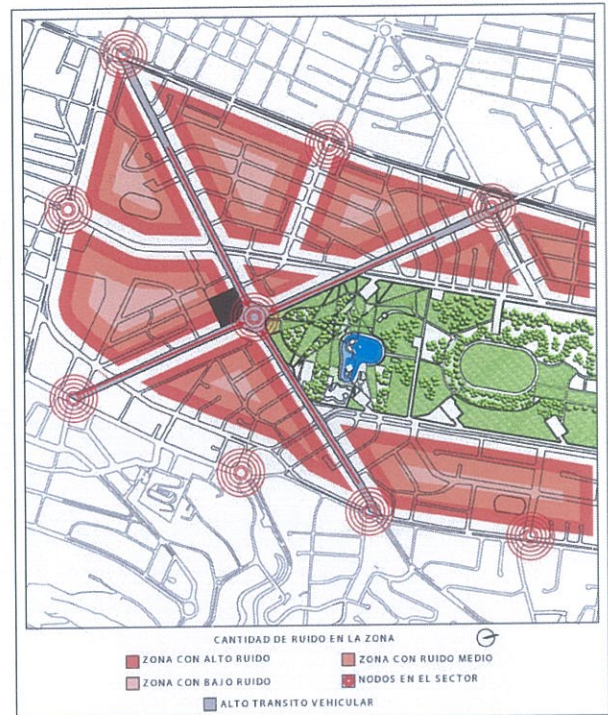 CANTIDAD DE RUIDO EN LA ZONA
ZONA CON ALTO RUIDO
ZONA CON RUIDO MEDIO
ZONA CON BAJO RUIDO
NODOS EN EL SECTOR
ALTO TRANSITO VEHICULAR